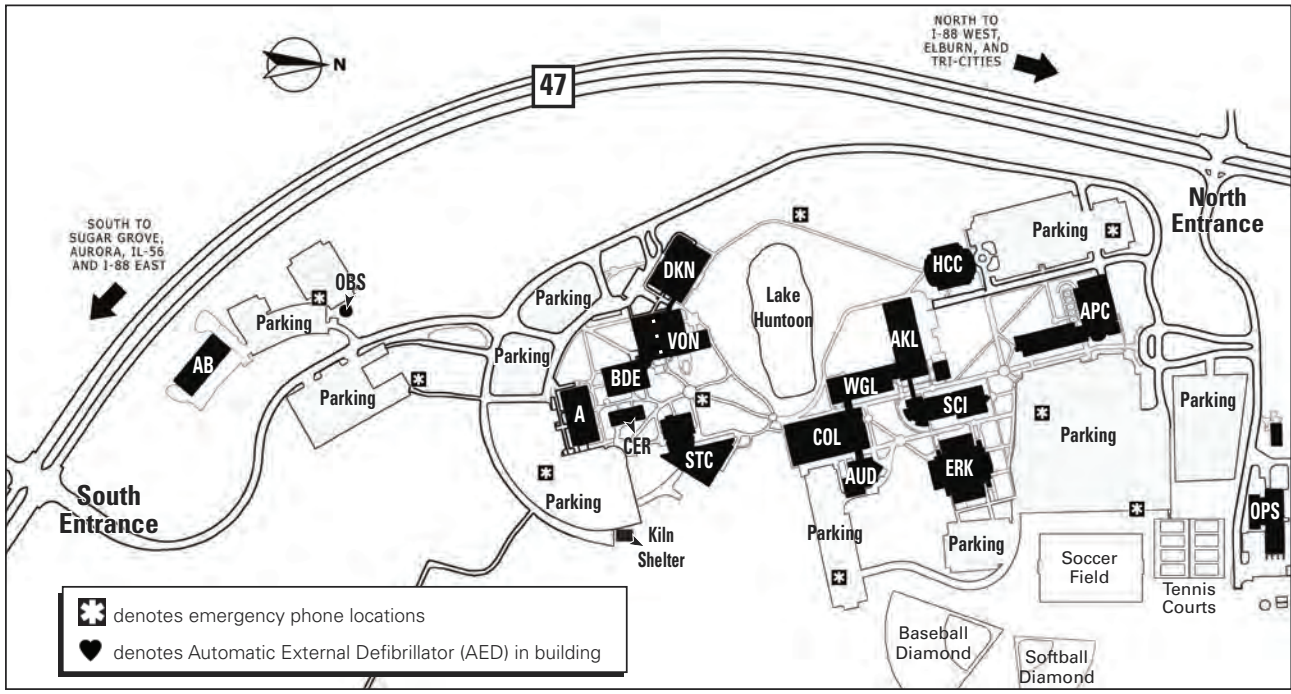 NORTH TO
I-88 WEST,
ELBURN, AND
TRI-CITIES
N
47
North
Entrance
SOUTH TO
SUGAR GROVE,
AURORA, IL-56
AND I-88 EAST
OBS
Parking
AB
Parking
DKN
Parking
Parking
VON
BDE
A
CER
STC
Parking
Kiln
Shelter
Lake
Huntoon
HCC
Parking
APC
AKL
WGL
SCI
COL
AUD
ERK
Parking
Parking
Parking
Parking
OPS
Soccer
Field
Tennis
Courts
Baseball
Diamond
Softball
Diamond
South
Entrance
denotes emergency phone locations
denotes Automatic External Defibrillator (AED) in building